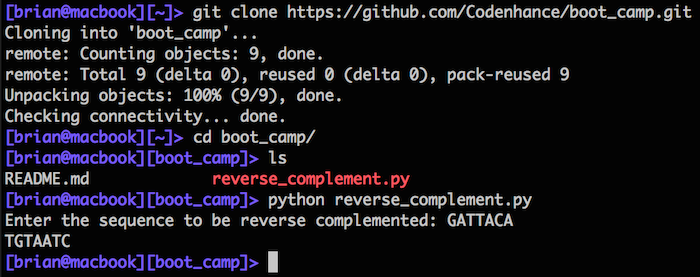 [brian@macbook][~]> git clone https://github.com/Codenhance/boot_camp.git
Cloning into 'boot_camp'...
remote: Counting objects: 9, done.
remote: Total 9 (delta 0), reused 0 (delta 0), pack-reused 9
Unpacking objects: 100% (9/9), done.
Checking connectivity... done.
[brian@macbook][~]> cd boot_camp/
[brian@macbook][boot_camp]> ls
README.md reverse_complement.py
[brian@macbook][boot_camp]> python reverse_complement.py
Enter the sequence to be reverse complemented: GATTACA
TGTAATC
[brian@macbook][boot_camp]>